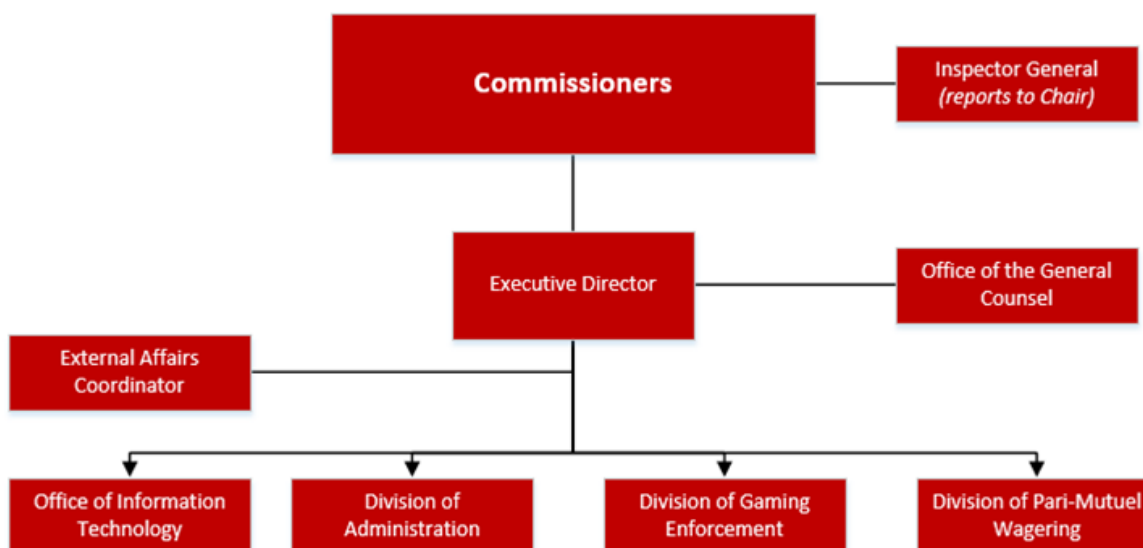 Commissioners
Inspector General
(reports to Chair)
Executive Director
Office of the General
Counsel
External Affairs
Coordinator
Office of Information
Technology
Division of
Administration
Division of Gaming
Enforcement
Division of Pari-Mutuel
Wagering